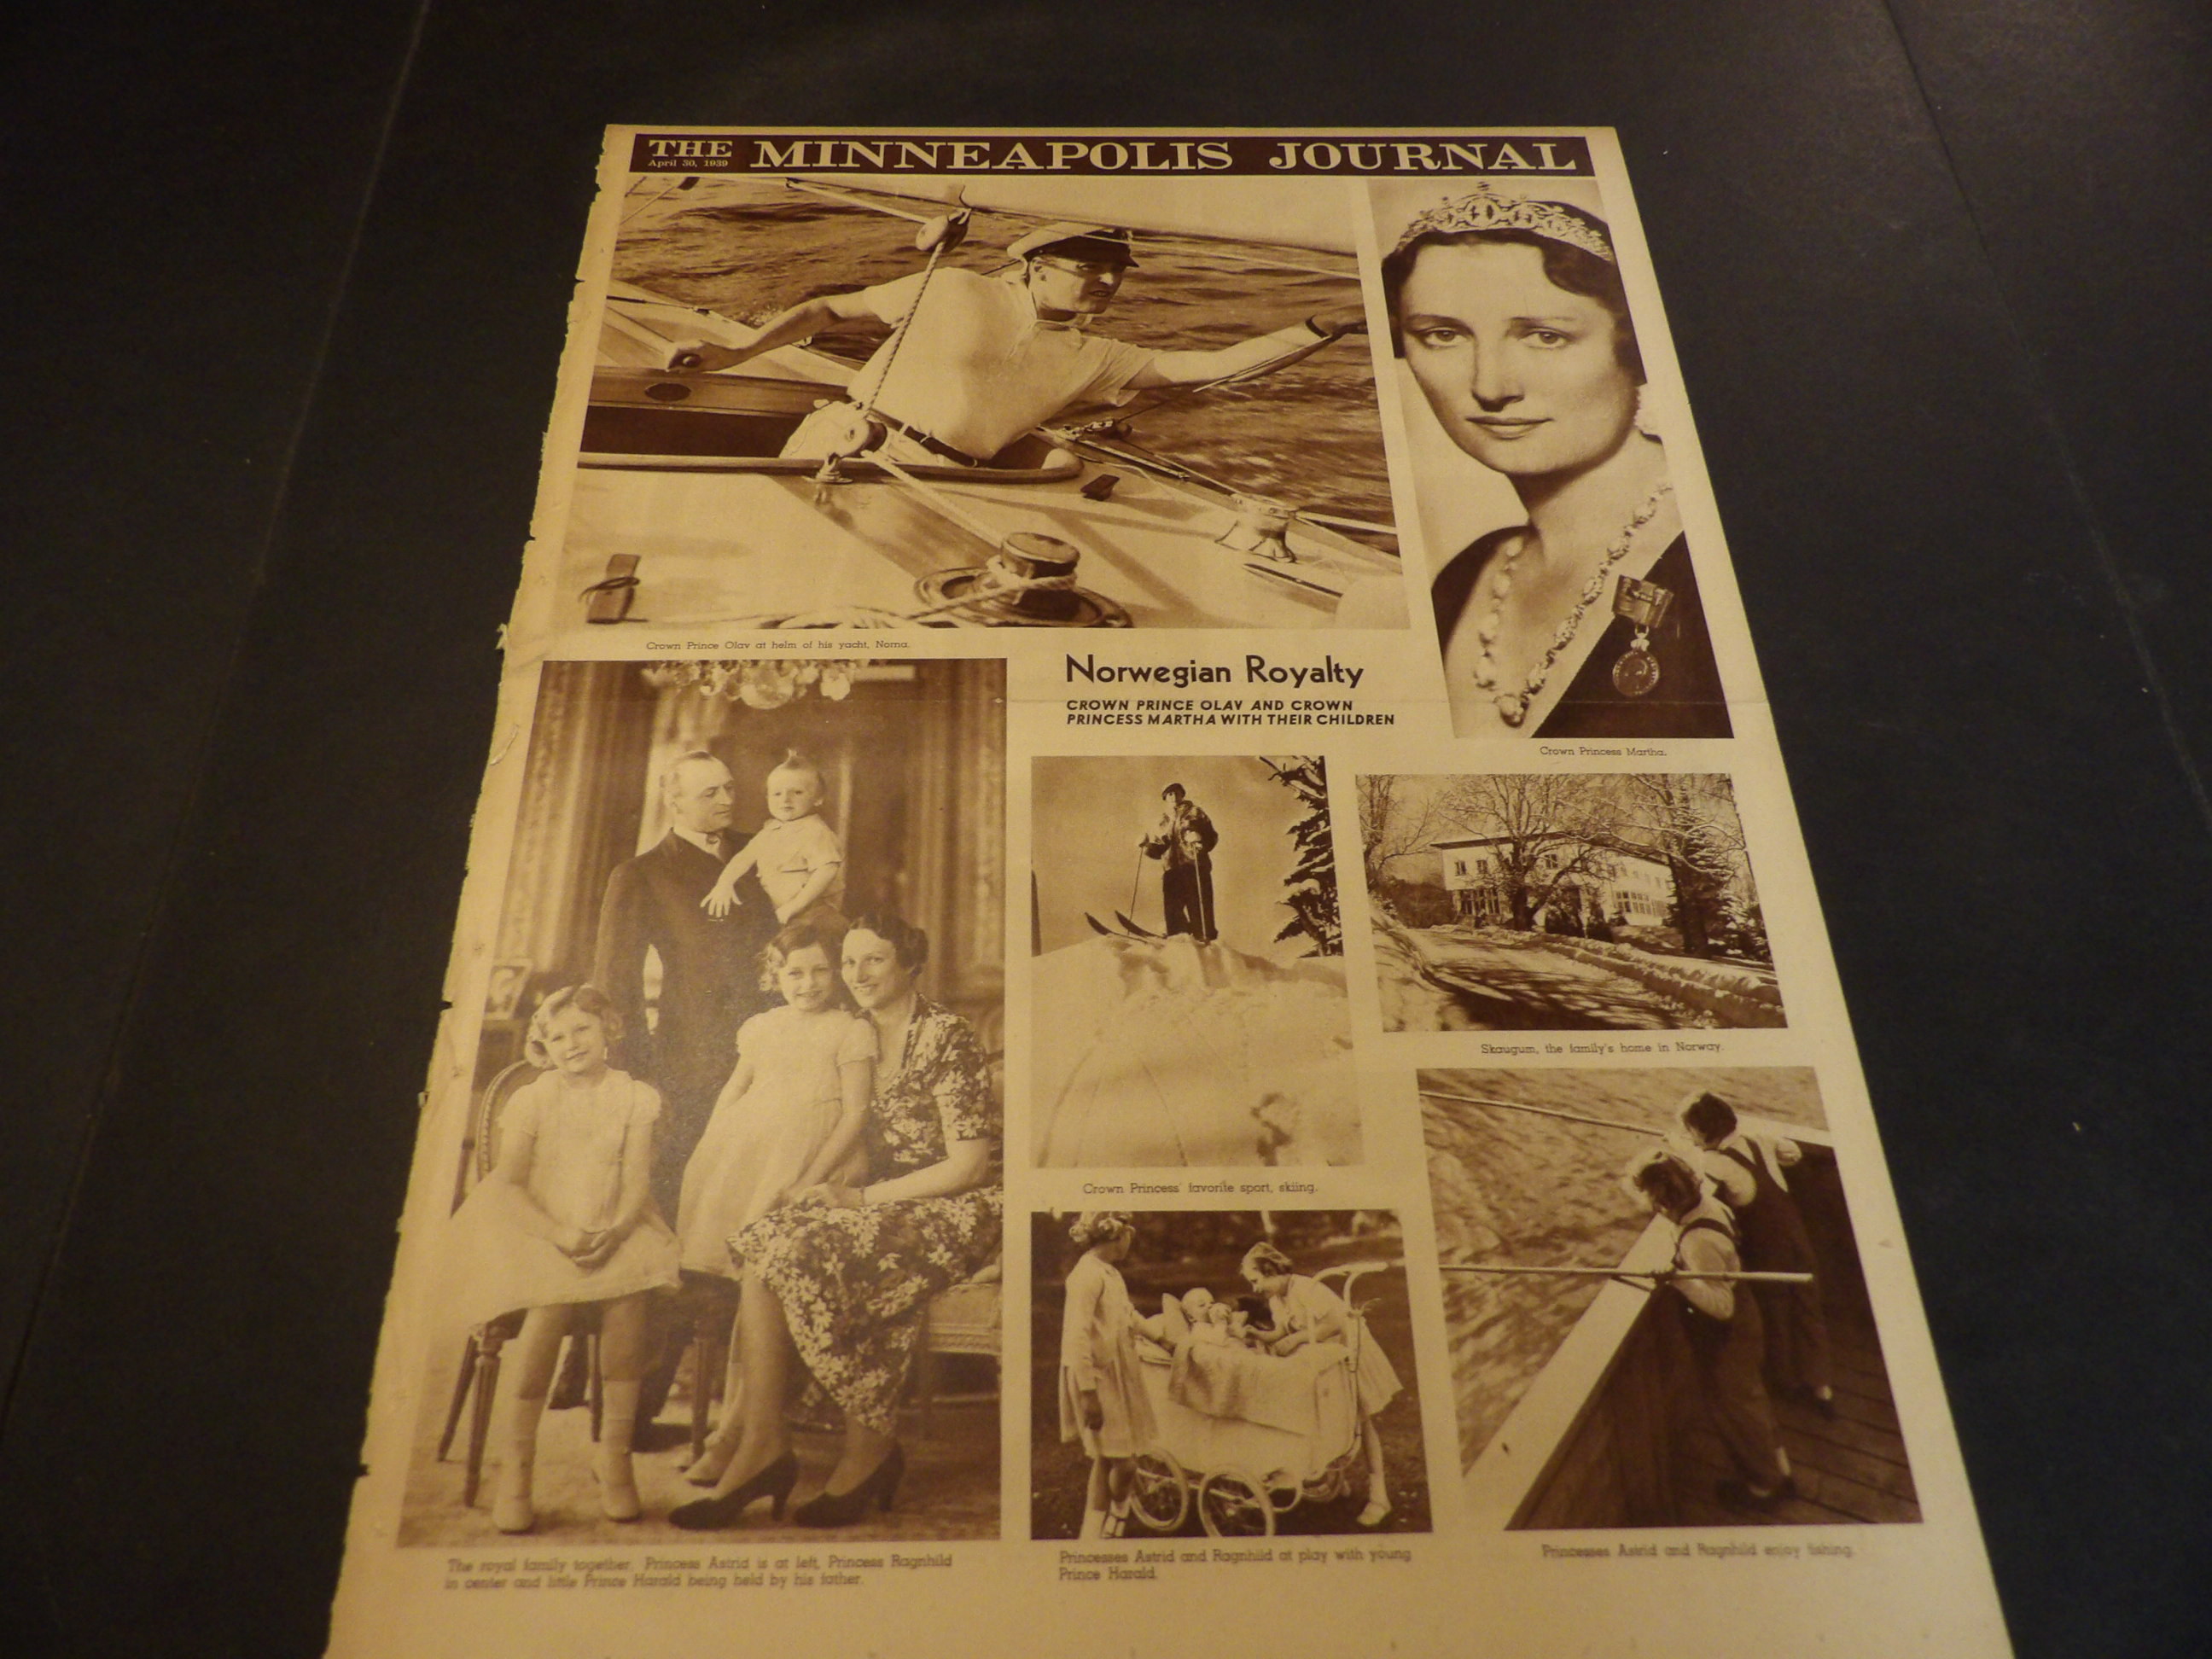 THE MINNEAPOLIS JOURNAL
April 30, 1939
Crown Prince Olav at helm of his yacht, Norna.
Norwegian Royalty
CROWN PRINCE OLAV AND CROWN
PRINCESS MARTHA WITH THEIR CHILDREN
Crown Princess Martha.
Skaugum, the family's home in Norway.
Crown Princess' favorite sport, skiing.
The royal family together. Princess Astrid is at left, Princess Ragnhild
in center and little Prince Harald being held by his father.
Princesses Astrid and Ragnhild at play with young
Prince Harald.
Princesses Astrid and Ragnhild enjoy fishing.